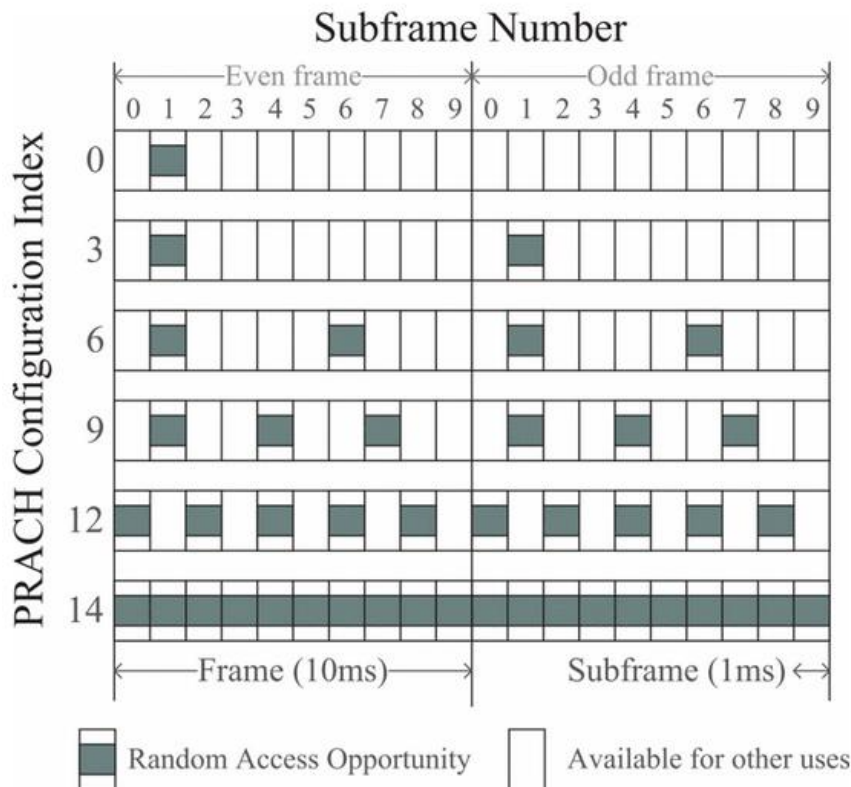 Subframe Number
Even frame Odd frame
0 1 2 3 4 5 6 7 8 9 0 1 2 3 4 5 6 7 8 9
PRACH Configuration Index
0
3
6
9
12
14
Frame (10ms) Subframe (1ms)
Random Access Opportunity Available for other uses